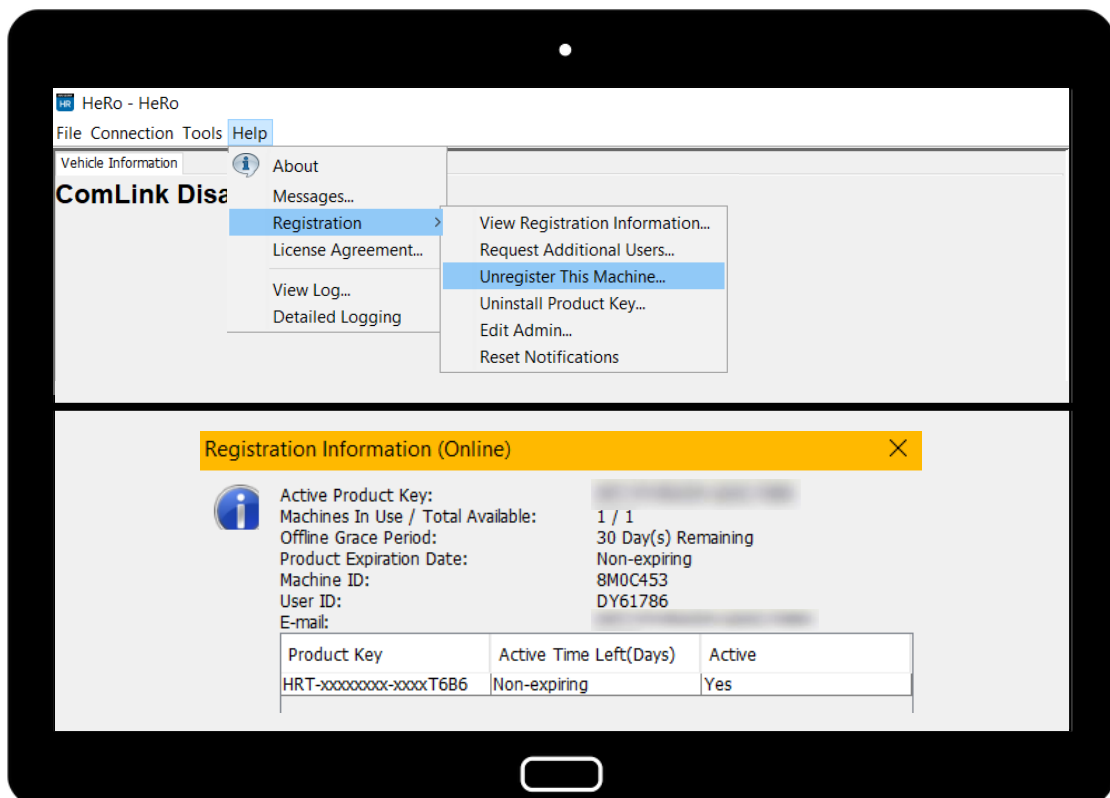 HR HeRo - HeRo
File Connection Tools Help
Vehicle Information
ComLink Disa
About
Messages...
Registration
License Agreement...
View Log...
Detailed Logging
View Registration Information...
Request Additional Users...
Unregister This Machine...
Uninstall Product Key...
Edit Admin...
Reset Notifications
Registration Information (Online)
Active Product Key:
Machines In Use / Total Available: 1 / 1
Offline Grace Period: 30 Day(s) Remaining
Product Expiration Date: Non-expiring
Machine ID: 8M0C453
User ID: DY61786
E-mail:
Product Key Active Time Left(Days) Active
HRT-xxxxxxxx-xxxxT6B6 Non-expiring Yes